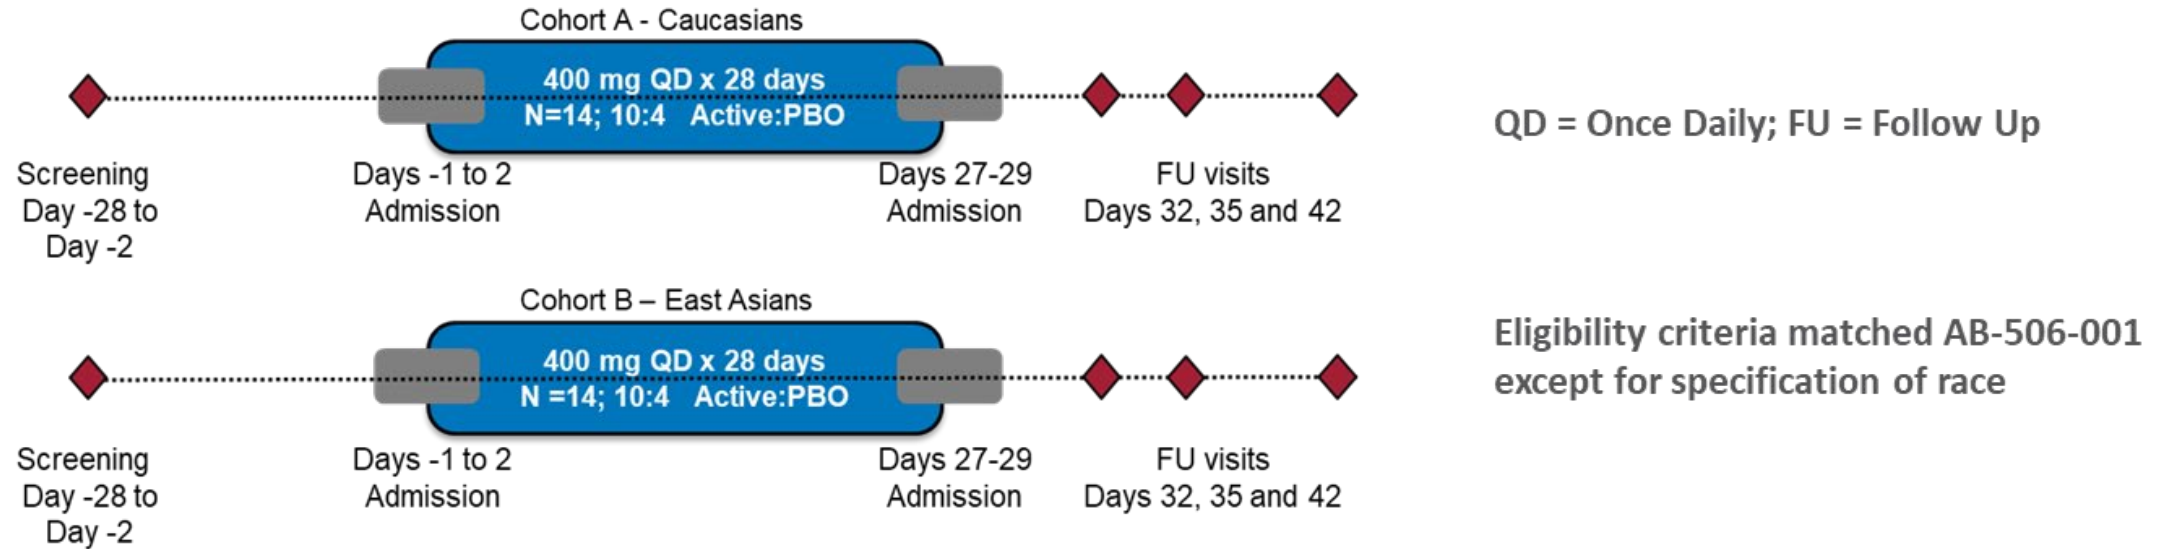 Cohort A - Caucasians
400 mg QD x 28 days
N=14; 10:4 Active:PBO
Screening
Day -28 to
Day -2
Days -1 to 2
Admission
Days 27-29
Admission
FU visits
Days 32, 35 and 42
QD = Once Daily; FU = Follow Up
Cohort B – East Asians
400 mg QD x 28 days
N =14; 10:4 Active:PBO
Screening
Day -28 to
Day -2
Days -1 to 2
Admission
Days 27-29
Admission
FU visits
Days 32, 35 and 42
Eligibility criteria matched AB-506-001
except for specification of race